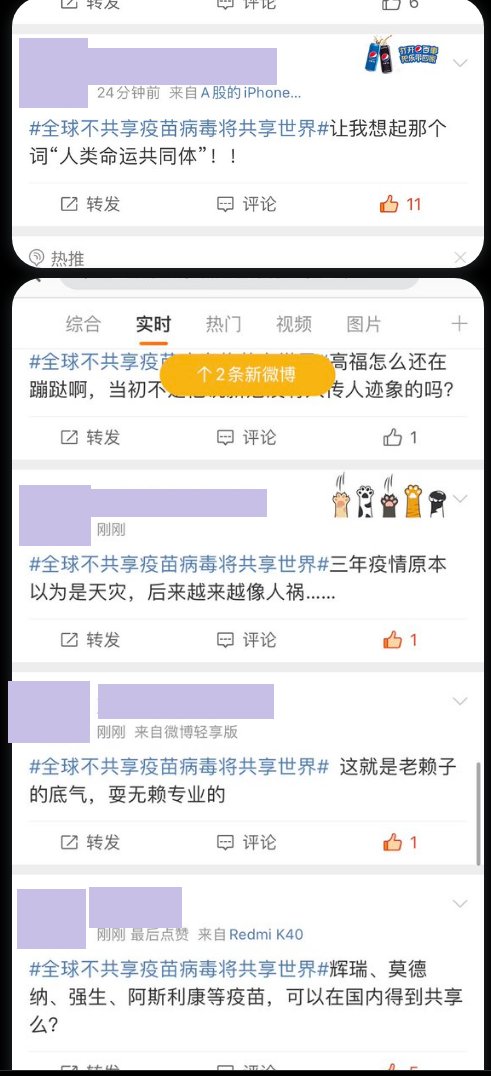 转发 评论 6
24分钟前 来自A股的iPhone...
#全球不共享疫苗病毒将共享世界#让我想起那个
词“人类命运共同体”！！
转发 评论 11
热推
综合 实时 热门 视频 图片
个2条新微博
#全球不共享疫苗 高福怎么还在
蹦跶啊，当初不 传人迹象的吗?
转发 评论 1
刚刚
#全球不共享疫苗病毒将共享世界#三年疫情原本
以为是天灾，后来越来越像人祸......
转发 评论 1
刚刚 来自微博轻享版
#全球不共享疫苗病毒将共享世界# 这就是老赖子
的底气，耍无赖专业的
转发 评论 1
刚刚 最后点赞 来自Redmi K40
#全球不共享疫苗病毒将共享世界#辉瑞、莫德
纳、强生、阿斯利康等疫苗，可以在国内得到共享
么?
转发 评论